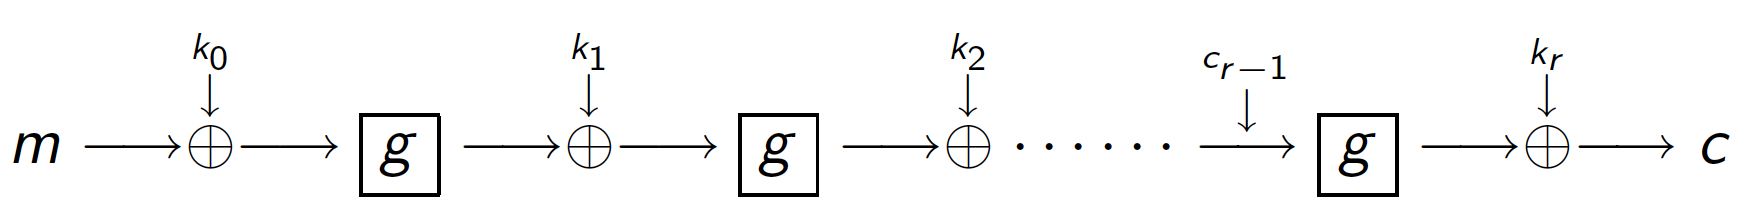 k₀ k₁ k₂ cᵣ₋₁ kᵣ
m ⟶ ⊕ ⟶ g ⟶ ⊕ ⟶ g ⟶ ⊕ ······ ⟶ g ⟶ ⊕ ⟶ c